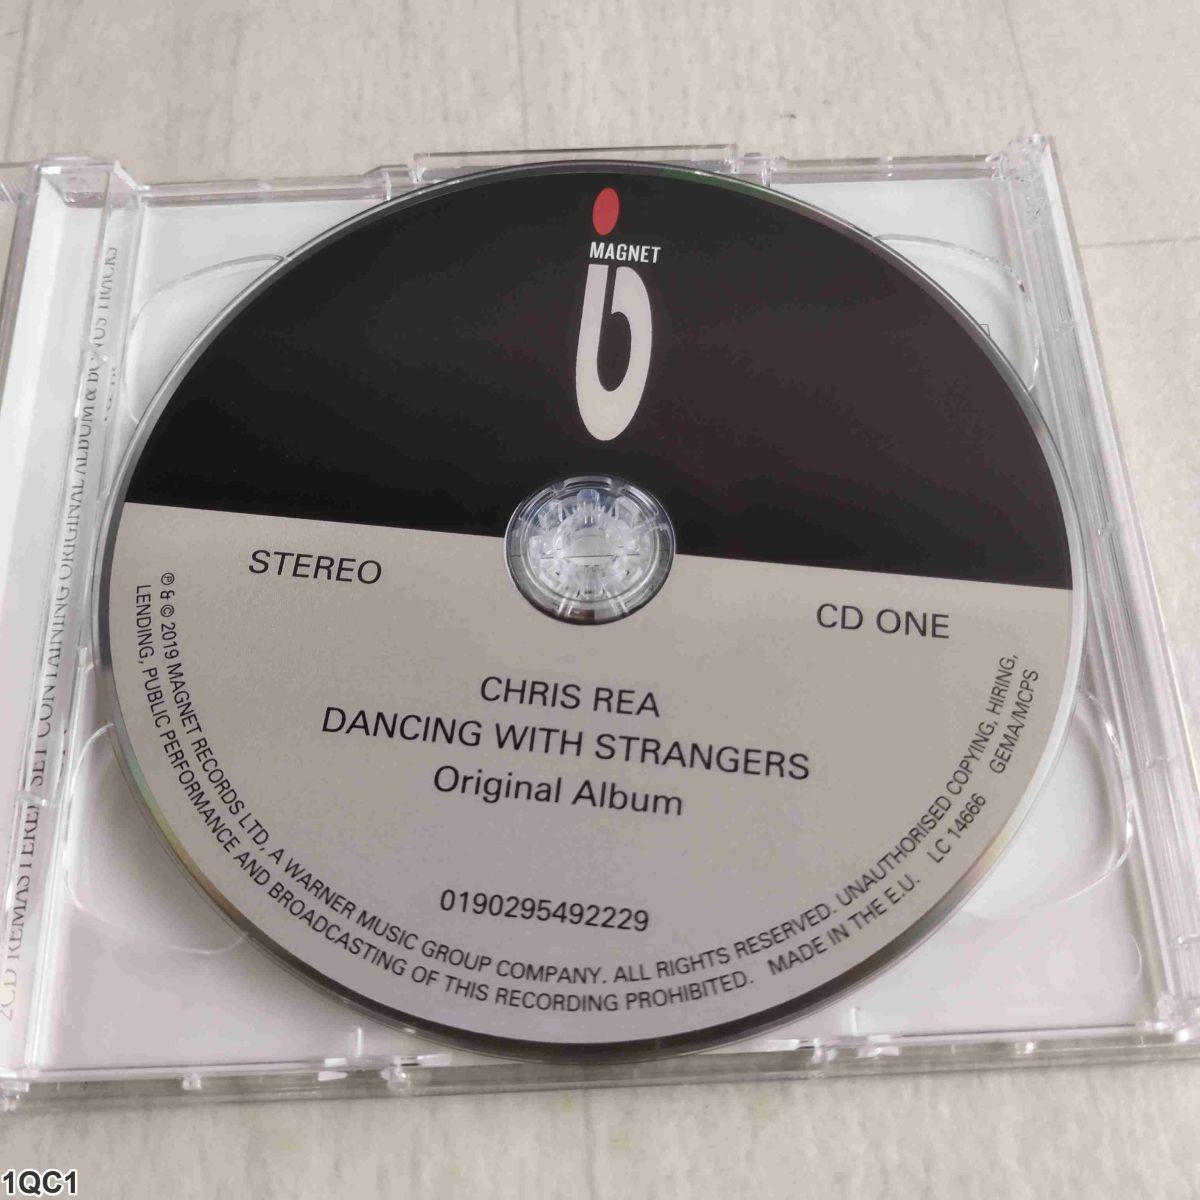 MAGNET
STEREO
CD ONE
CHRIS REA
DANCING WITH STRANGERS
Original Album
0190295492229
℗ & © 2019 MAGNET RECORDS LTD, A WARNER MUSIC GROUP COMPANY. ALL RIGHTS RESERVED. UNAUTHORISED COPYING, HIRING,
LENDING, PUBLIC PERFORMANCE AND BROADCASTING OF THIS RECORDING PROHIBITED. MADE IN THE E.U. LC 14666 GEMA/MCPS
2CD REMASTERED SET CONTAINING ORIGINAL ALBUM & BONUS TRACKS
1QC1